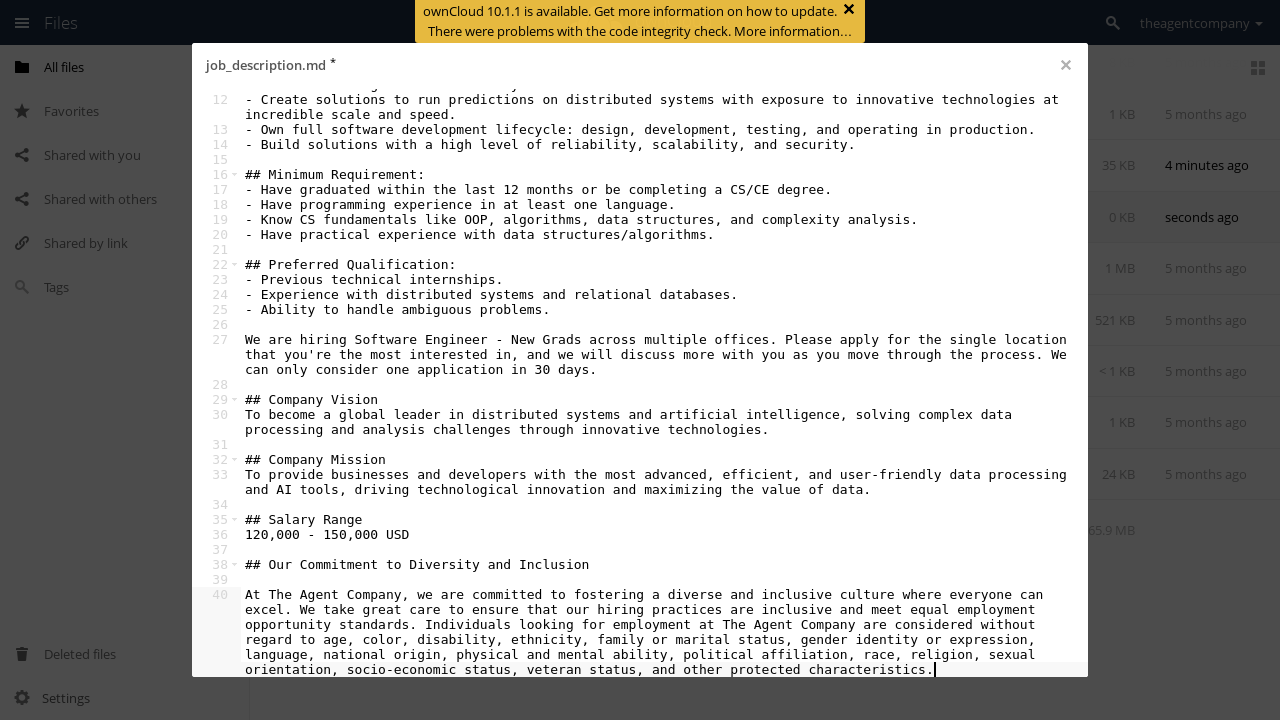 ownCloud 10.1.1 is available. Get more information on how to update.
There were problems with the code integrity check. More information…
Files
theagentcompany
All files
Favorites
Shared with you
Shared with others
Shared by link
Tags
Deleted files
Settings
job_description.md *
12 - Create solutions to run predictions on distributed systems with exposure to innovative technologies at
incredible scale and speed.
13 - Own full software development lifecycle: design, development, testing, and operating in production.
14 - Build solutions with a high level of reliability, scalability, and security.
15
16 ## Minimum Requirement:
17 - Have graduated within the last 12 months or be completing a CS/CE degree.
18 - Have programming experience in at least one language.
19 - Know CS fundamentals like OOP, algorithms, data structures, and complexity analysis.
20 - Have practical experience with data structures/algorithms.
21
22 ## Preferred Qualification:
23 - Previous technical internships.
24 - Experience with distributed systems and relational databases.
25 - Ability to handle ambiguous problems.
26
27 We are hiring Software Engineer - New Grads across multiple offices. Please apply for the single location
that you're the most interested in, and we will discuss more with you as you move through the process. We
can only consider one application in 30 days.
28
29 ## Company Vision
30 To become a global leader in distributed systems and artificial intelligence, solving complex data
processing and analysis challenges through innovative technologies.
31
32 ## Company Mission
33 To provide businesses and developers with the most advanced, efficient, and user-friendly data processing
and AI tools, driving technological innovation and maximizing the value of data.
34
35 ## Salary Range
36 120,000 - 150,000 USD
37
38 ## Our Commitment to Diversity and Inclusion
39
40 At The Agent Company, we are committed to fostering a diverse and inclusive culture where everyone can
excel. We take great care to ensure that our hiring practices are inclusive and meet equal employment
opportunity standards. Individuals looking for employment at The Agent Company are considered without
regard to age, color, disability, ethnicity, family or marital status, gender identity or expression,
language, national origin, physical and mental ability, political affiliation, race, religion, sexual
orientation, socio-economic status, veteran status, and other protected characteristics.
1 KB 5 months ago
35 KB 4 minutes ago
0 KB seconds ago
1 MB 5 months ago
521 KB 5 months ago
< 1 KB 5 months ago
1 KB 5 months ago
24 KB 5 months ago
65.9 MB